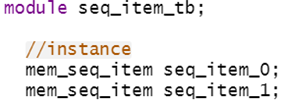 module seq_item_tb;
//instance
mem_seq_item seq_item_0;
mem_seq_item seq_item_1;